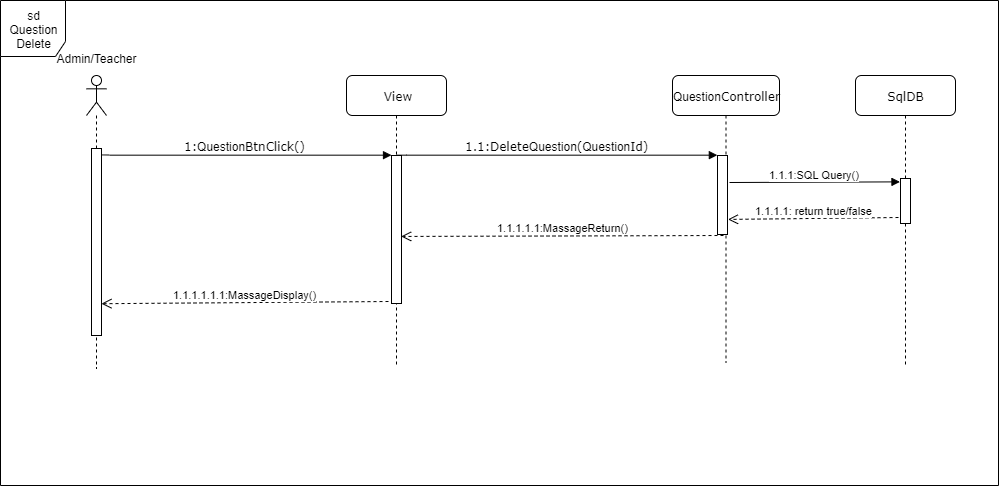 sd
Question
Delete
Admin/Teacher
View
QuestionController
SqlDB
1:QuestionBtnClick()
1.1:DeleteQuestion(QuestionId)
1.1.1:SQL Query()
1.1.1.1: return true/false
1.1.1.1.1:MassageReturn()
1.1.1.1.1.1:MassageDisplay()